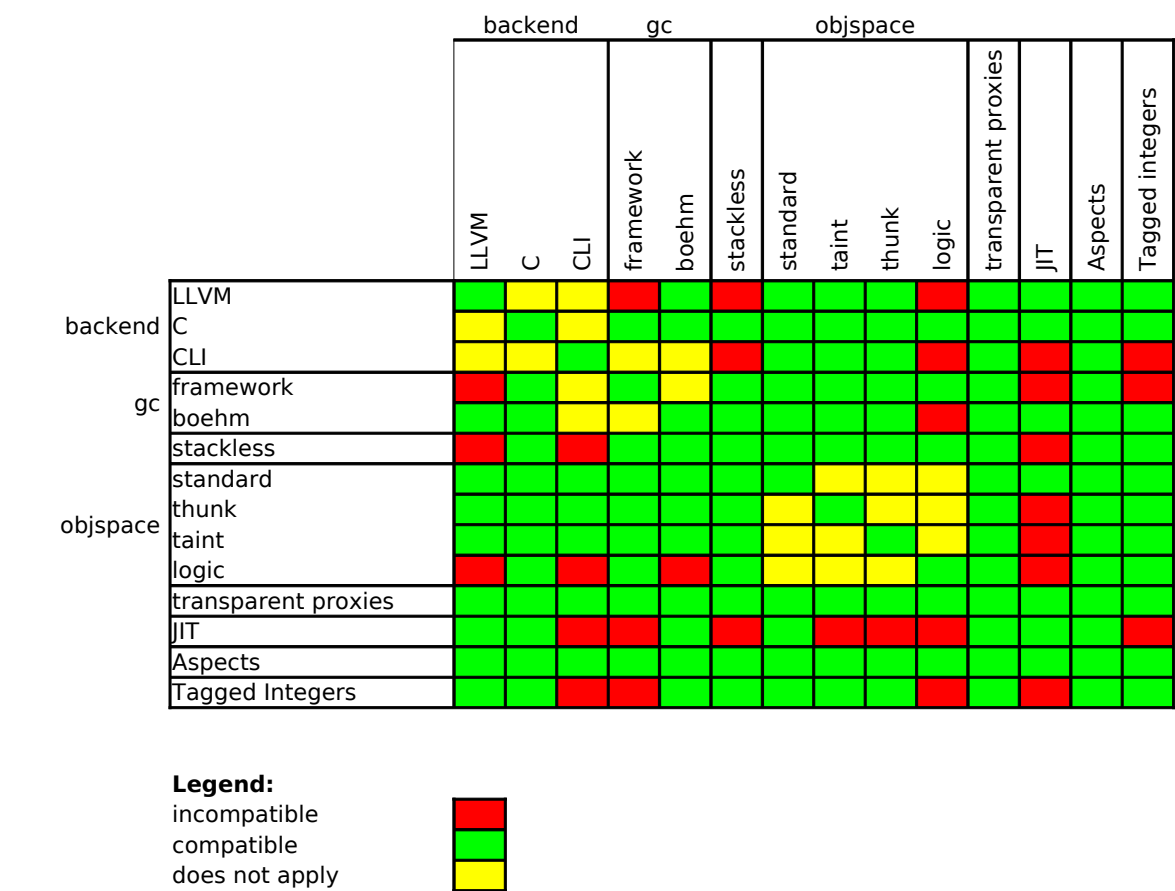 backend gc objspace
LLVM C CLI framework boehm stackless standard taint thunk logic transparent proxies JIT Aspects Tagged integers
LLVM
backend C
CLI
framework
gc
boehm
stackless
standard
thunk
objspace
taint
logic
transparent proxies
JIT
Aspects
Tagged Integers
Legend:
incompatible
compatible
does not apply